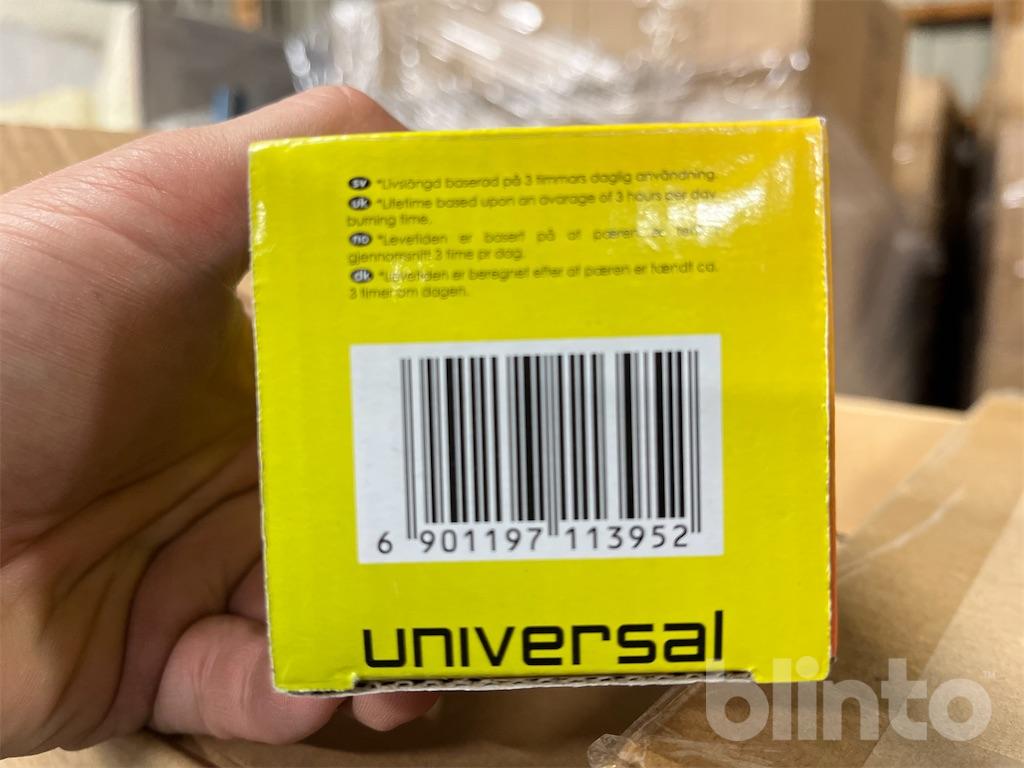 sv *Livslängd baserad på 3 timmars daglig användning.
uk *Lifetime based upon an avarage of 3 hours per day
burning time.
no *Levetiden er basert på at pæren er
gjennomsnitt 3 time pr dag.
dk *Levetiden er beregnet efter at pæren er tændt ca.
3 timer om dagen.
6 901197 113952
universal
blinto™